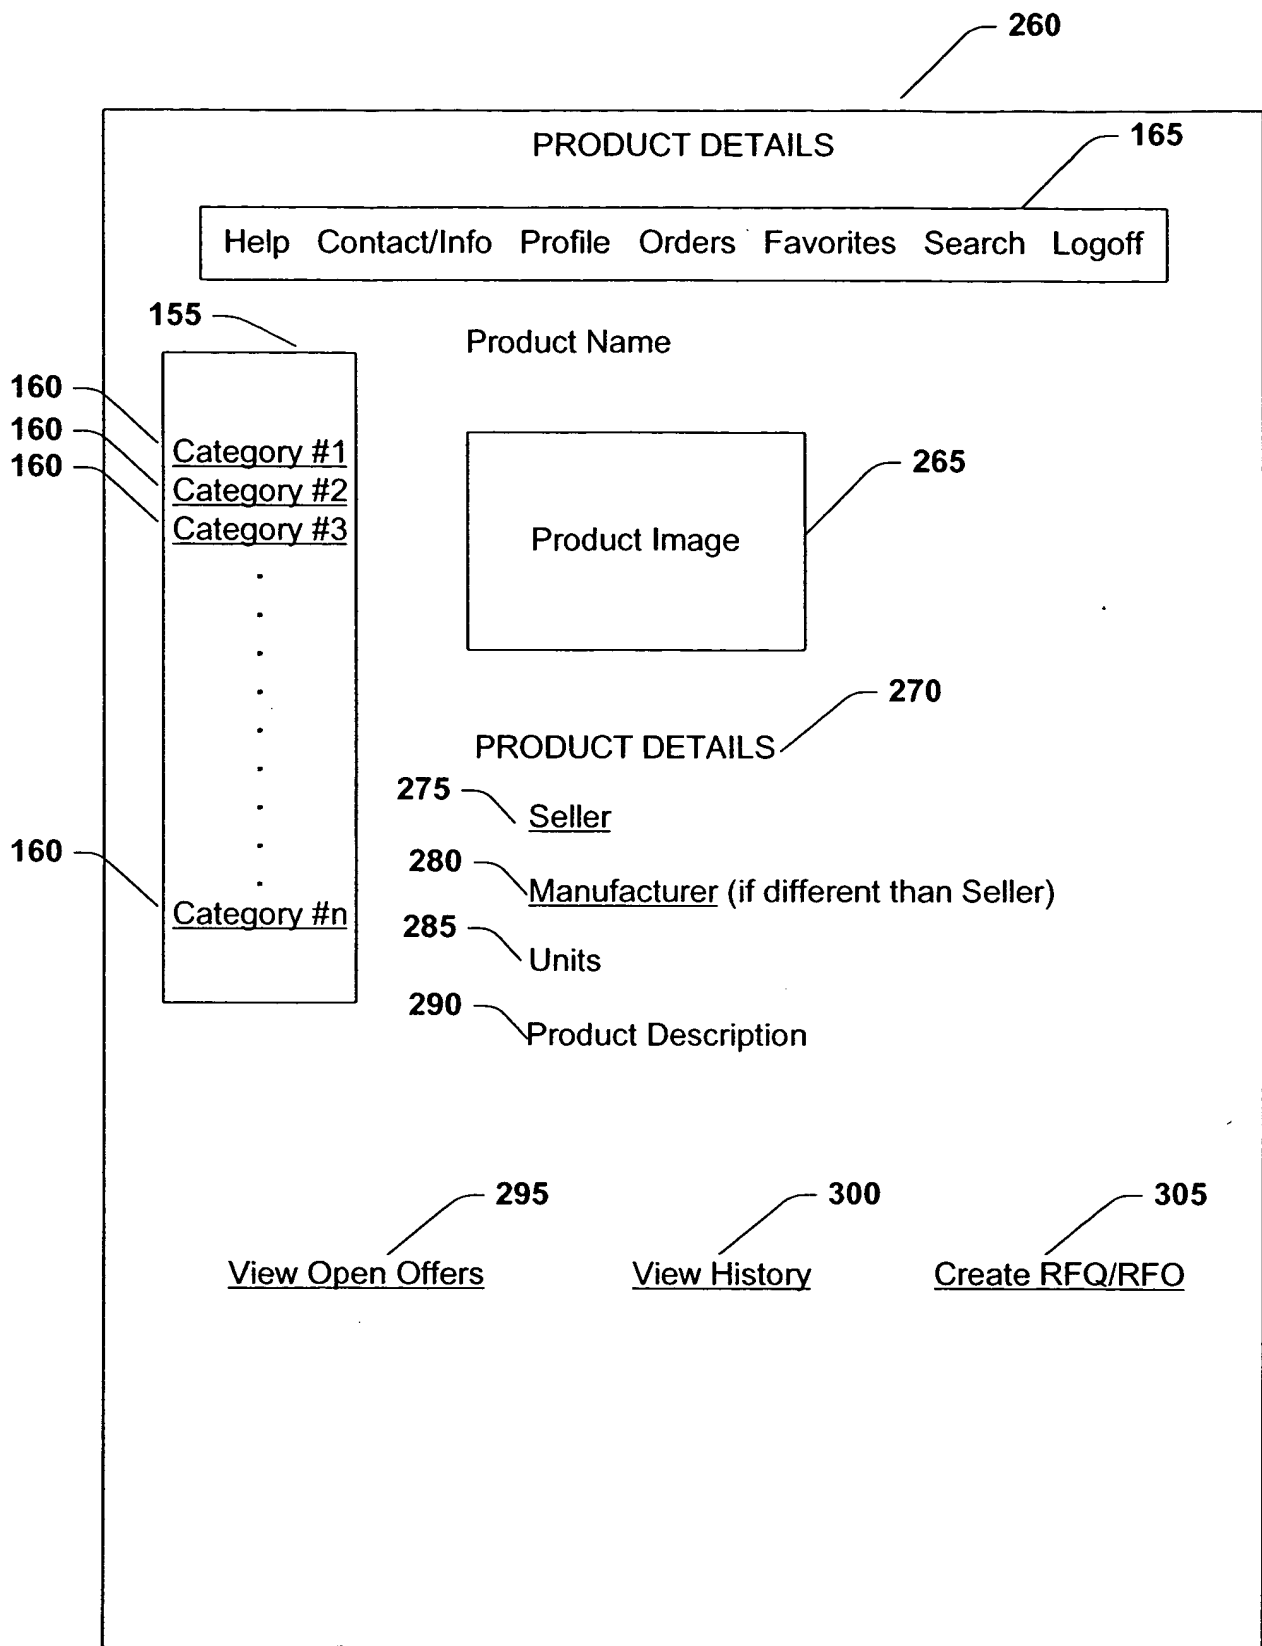 260
PRODUCT DETAILS
165
Help Contact/Info Profile Orders Favorites Search Logoff
155
Product Name
160
160
160
Category #1
Category #2
Category #3
265
Product Image
270
PRODUCT DETAILS
275
Seller
160
280
Manufacturer (if different than Seller)
Category #n
285
Units
290
Product Description
295
300
305
View Open Offers
View History
Create RFQ/RFO